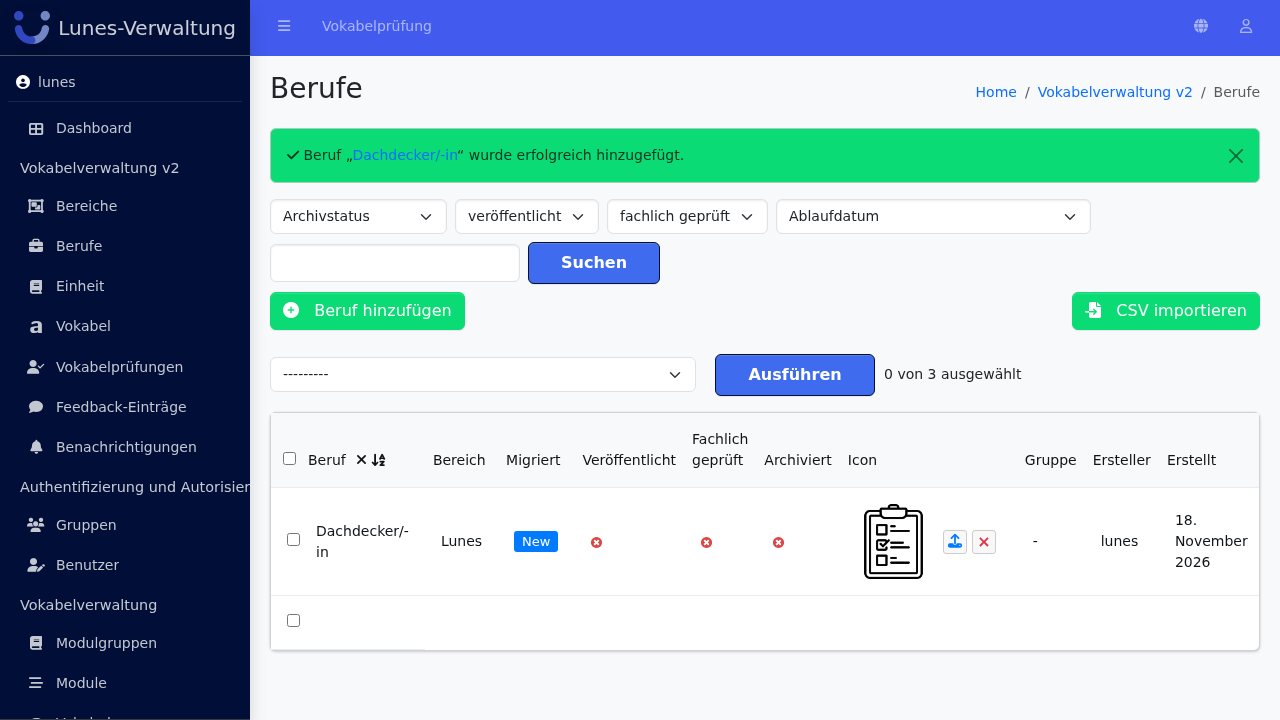 Lunes-Verwaltung
Vokabelprüfung
lunes
Dashboard
Vokabelverwaltung v2
Bereiche
Berufe
Einheit
Vokabel
Vokabelprüfungen
Feedback-Einträge
Benachrichtigungen
Authentifizierung und Autorisier
Gruppen
Benutzer
Vokabelverwaltung
Modulgruppen
Module
Berufe
Home / Vokabelverwaltung v2 / Berufe
Beruf „Dachdecker/-in“ wurde erfolgreich hinzugefügt.
Archivstatus
veröffentlicht
fachlich geprüft
Ablaufdatum
Suchen
Beruf hinzufügen
CSV importieren
---------
Ausführen
0 von 3 ausgewählt
Beruf
Bereich
Migriert
Veröffentlicht
Fachlich
geprüft
Archiviert
Icon
Gruppe
Ersteller
Erstellt
Dachdecker/-
in
Lunes
New
-
lunes
18.
November
2026